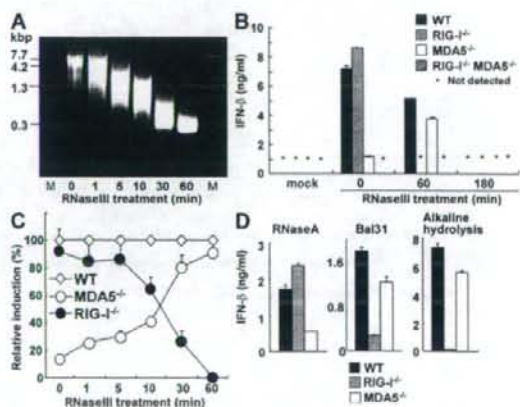 A
kbp
7.7
4.2
1.3
0.3
M 0 1 5 10 30 60 M
RNaseIII treatment (min)
B
IFN-β (ng/ml)
10
8
6
4
2
0
WT
RIG-I-/-
MDA5-/-
RIG-I-/- MDA5-/-
* Not detected
mock 0 60 180
RNaseIII treatment (min)
C
Relative induction (%)
120
100
80
60
40
20
0
WT
MDA5-/-
RIG-I-/-
0 1 5 10 30 60
RNaseIII treatment (min)
D
RNaseA
Bal31
Alkaline hydrolysis
IFN-β (ng/ml)
3
2
1
0
1.6
.8
0
8
6
4
2
0
WT
RIG-I-/-
MDA5-/-